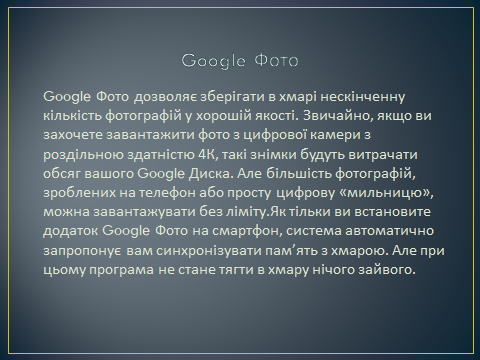 Google Фото
Google Фото дозволяє зберігати в хмарі нескінченну
кількість фотографій у хорошій якості. Звичайно, якщо ви
захочете завантажити фото з цифрової камери з
роздільною здатністю 4К, такі знімки будуть витрачати
обсяг вашого Google Диска. Але більшість фотографій,
зроблених на телефон або просту цифрову «мильницю»,
можна завантажувати без ліміту.Як тільки ви встановите
додаток Google Фото на смартфон, система автоматично
запропонує вам синхронізувати пам’ять з хмарою. Але при
цьому програма не стане тягти в хмару нічого зайвого.